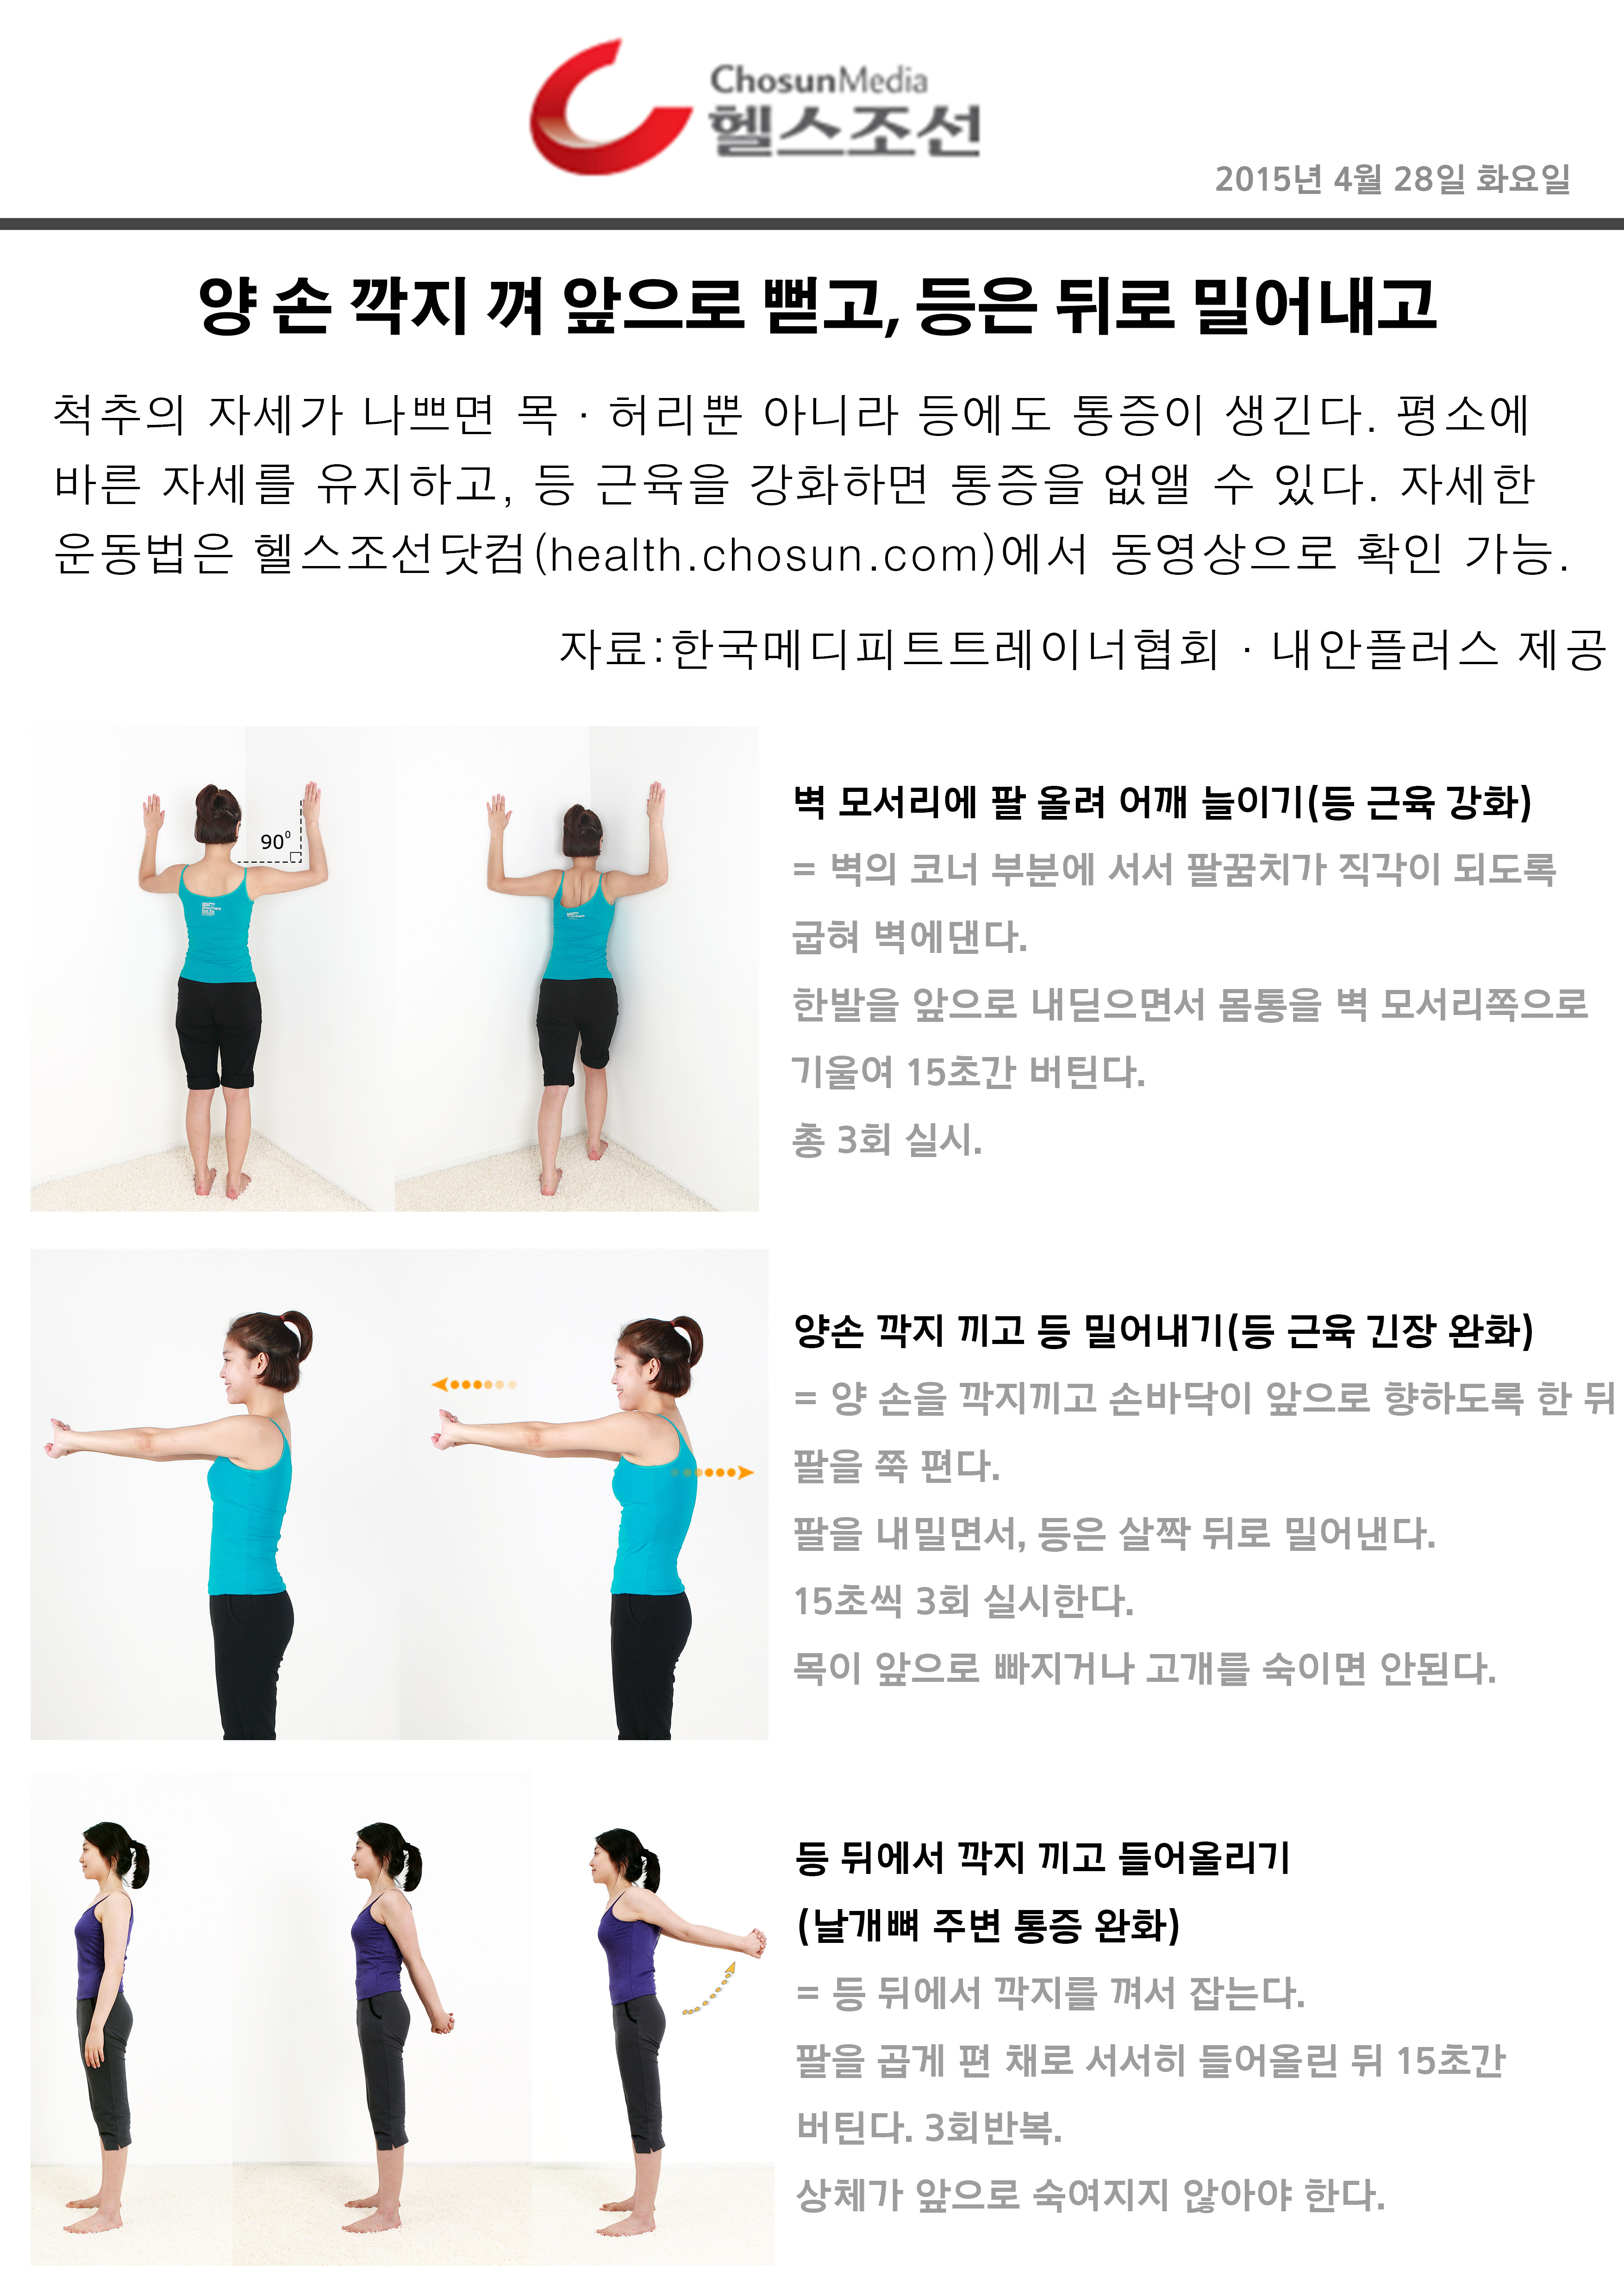 ChosunMedia
헬스조선
2015년 4월 28일 화요일
양 손 깍지 껴 앞으로 뻗고, 등은 뒤로 밀어내고
척추의 자세가 나쁘면 목 · 허리뿐 아니라 등에도 통증이 생긴다. 평소에
바른 자세를 유지하고, 등 근육을 강화하면 통증을 없앨 수 있다. 자세한
운동법은 헬스조선닷컴(health.chosun.com)에서 동영상으로 확인 가능.
자료:한국메디피트트레이너협회 · 내안플러스 제공
90⁰
벽 모서리에 팔 올려 어깨 늘이기(등 근육 강화)
= 벽의 코너 부분에 서서 팔꿈치가 직각이 되도록
굽혀 벽에댄다.
한발을 앞으로 내딛으면서 몸통을 벽 모서리쪽으로
기울여 15초간 버틴다.
총 3회 실시.
양손 깍지 끼고 등 밀어내기(등 근육 긴장 완화)
= 양 손을 깍지끼고 손바닥이 앞으로 향하도록 한 뒤
팔을 쭉 편다.
팔을 내밀면서, 등은 살짝 뒤로 밀어낸다.
15초씩 3회 실시한다.
목이 앞으로 빠지거나 고개를 숙이면 안된다.
등 뒤에서 깍지 끼고 들어올리기
(날개뼈 주변 통증 완화)
= 등 뒤에서 깍지를 껴서 잡는다.
팔을 곱게 편 채로 서서히 들어올린 뒤 15초간
버틴다. 3회반복.
상체가 앞으로 숙여지지 않아야 한다.